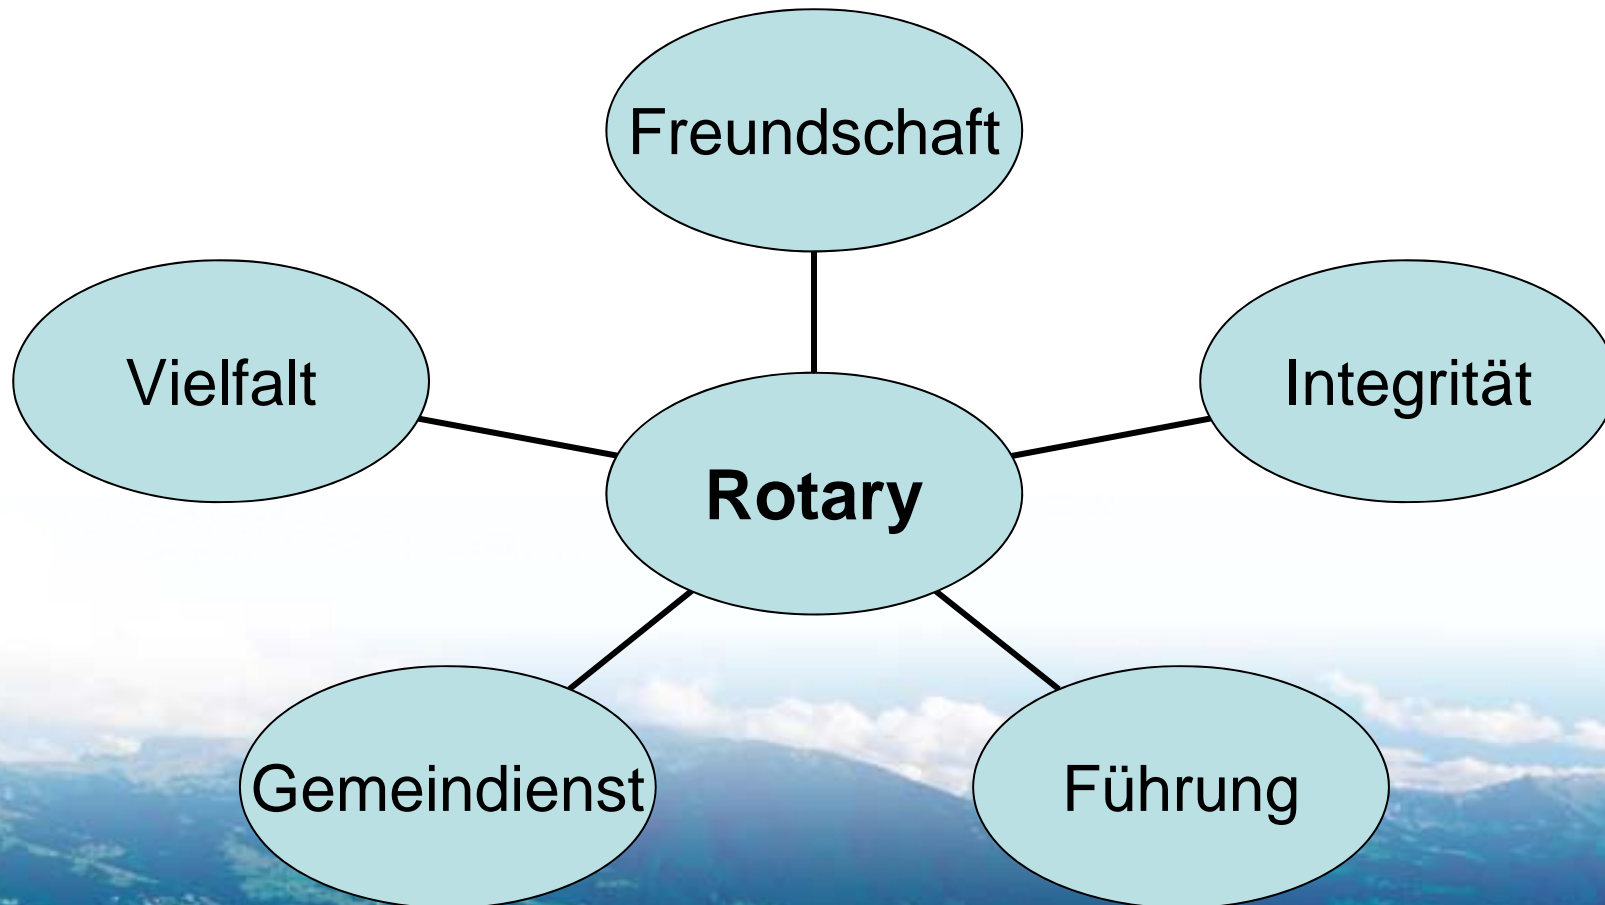 Freundschaft
Vielfalt
Integrität
Rotary
Gemeindienst
Führung